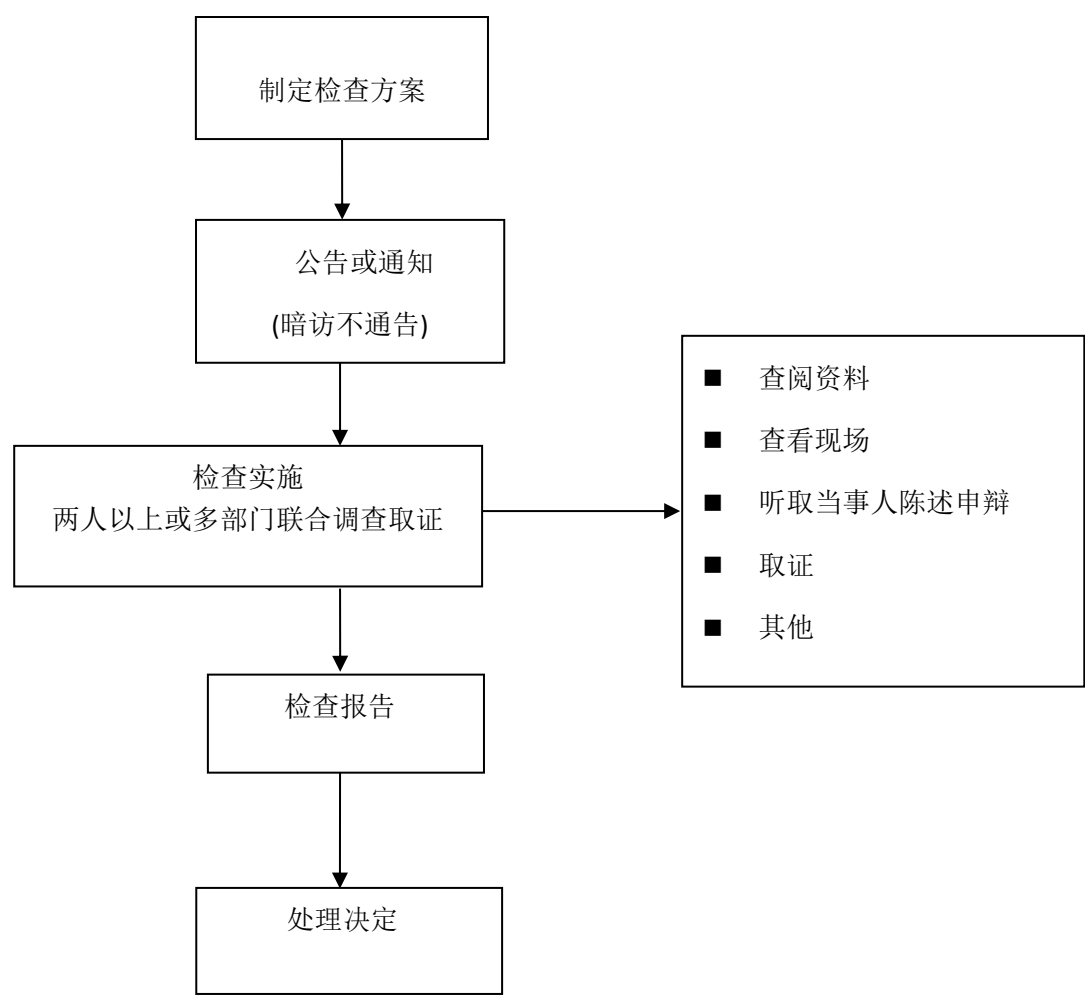 制定检查方案
公告或通知
(暗访不通告)
检查实施
两人以上或多部门联合调查取证
■ 查阅资料
■ 查看现场
■ 听取当事人陈述申辩
■ 取证
■ 其他
检查报告
处理决定